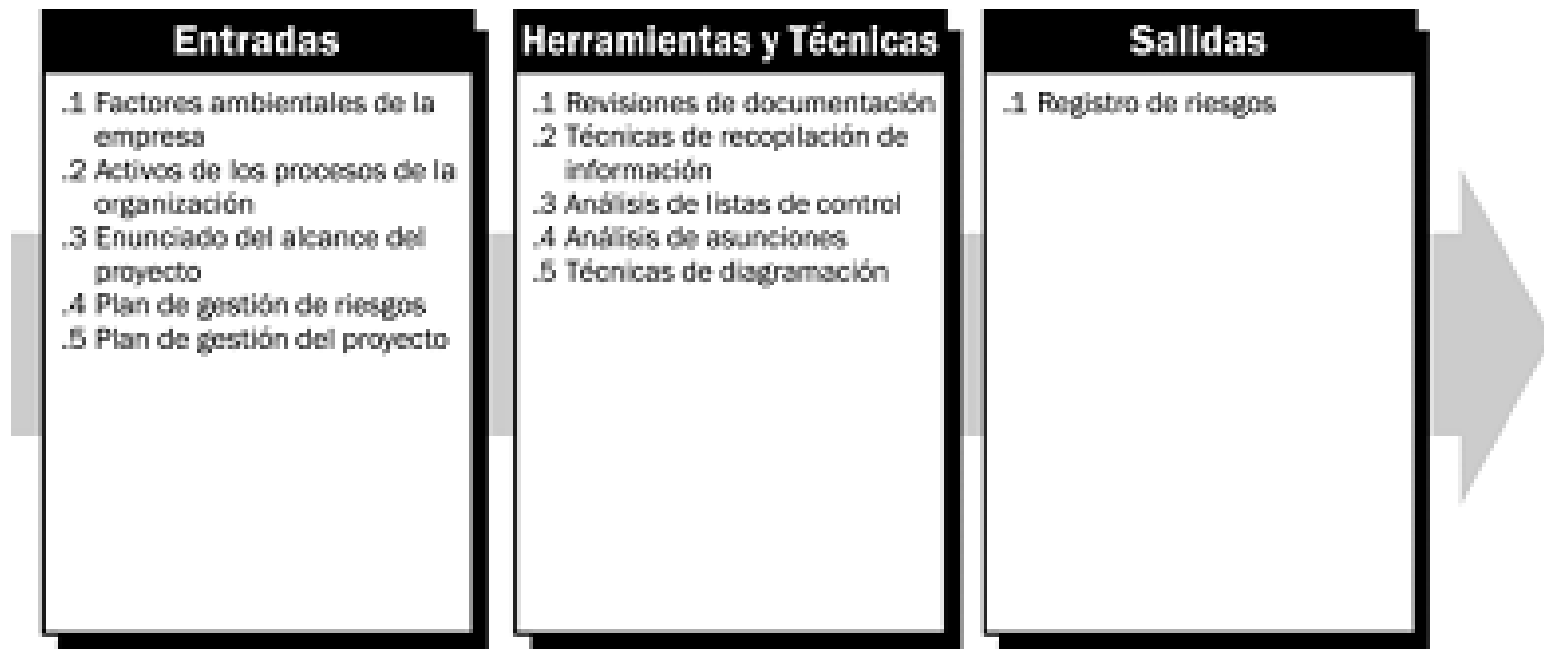 Entradas
.1 Factores ambientales de la
empresa
.2 Activos de los procesos de la
organización
.3 Enunciado del alcance del
proyecto
.4 Plan de gestión de riesgos
.5 Plan de gestión del proyecto
Herramientas y Técnicas
.1 Revisiones de documentación
.2 Técnicas de recopilación de
información
.3 Análisis de listas de control
.4 Análisis de asunciones
.5 Técnicas de diagramación
Salidas
.1 Registro de riesgos